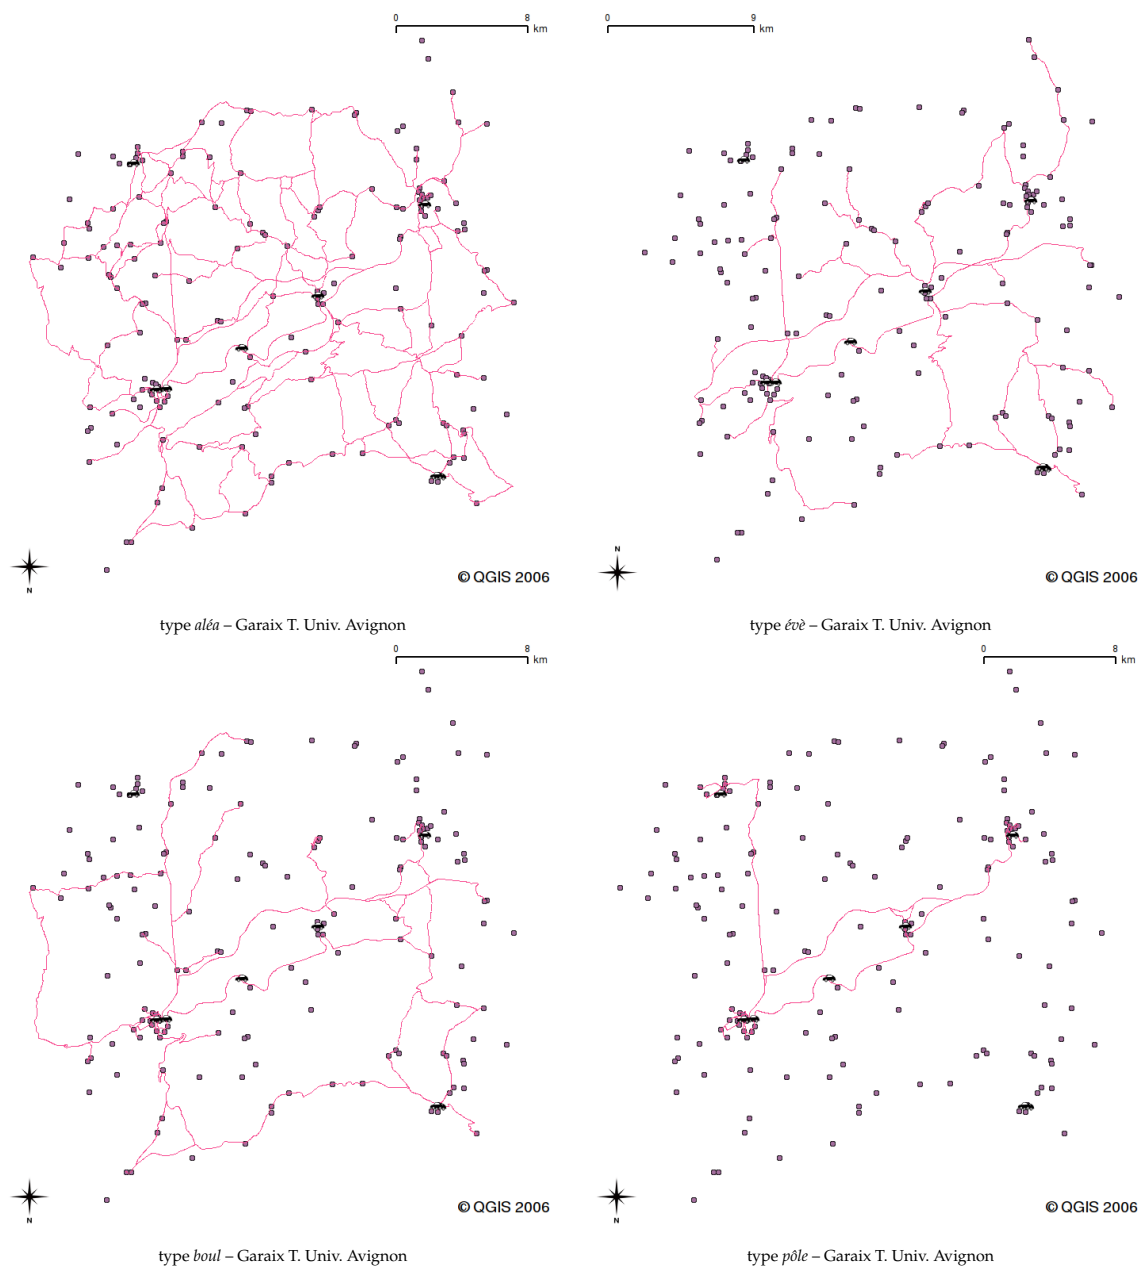 0 8
km
0 9
km
N
© QGIS 2006
N
© QGIS 2006
type aléa – Garaix T. Univ. Avignon
type évè – Garaix T. Univ. Avignon
0 8
km
0 8
km
N
© QGIS 2006
N
© QGIS 2006
type boul – Garaix T. Univ. Avignon
type pôle – Garaix T. Univ. Avignon